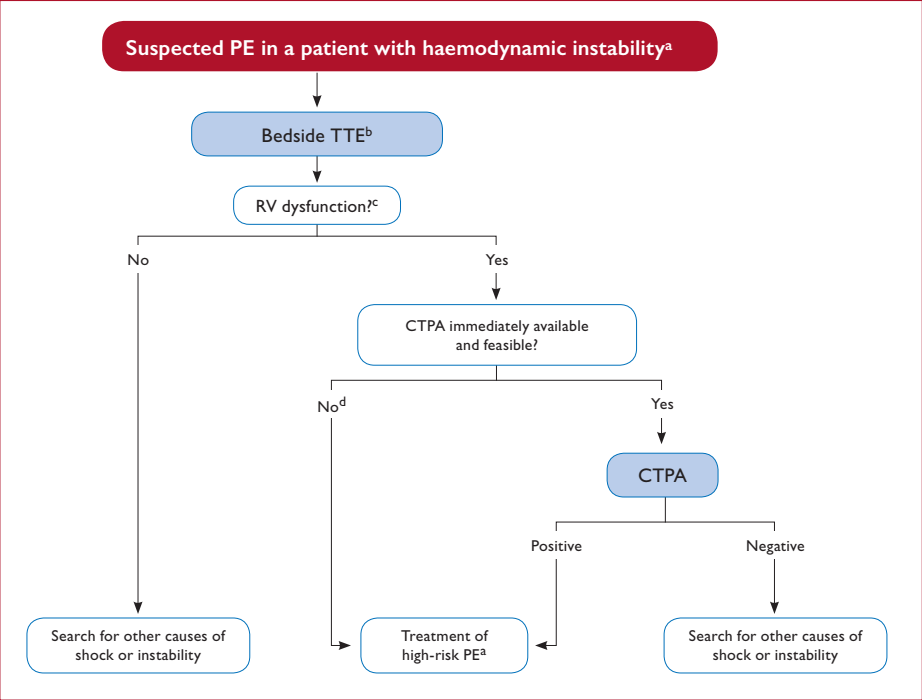 Suspected PE in a patient with haemodynamic instabilityᵃ
Bedside TTEᵇ
RV dysfunction?ᶜ
No
Yes
CTPA immediately available
and feasible?
Noᵈ
Yes
CTPA
Positive
Negative
Search for other causes of
shock or instability
Treatment of
high-risk PEᵃ
Search for other causes of
shock or instability